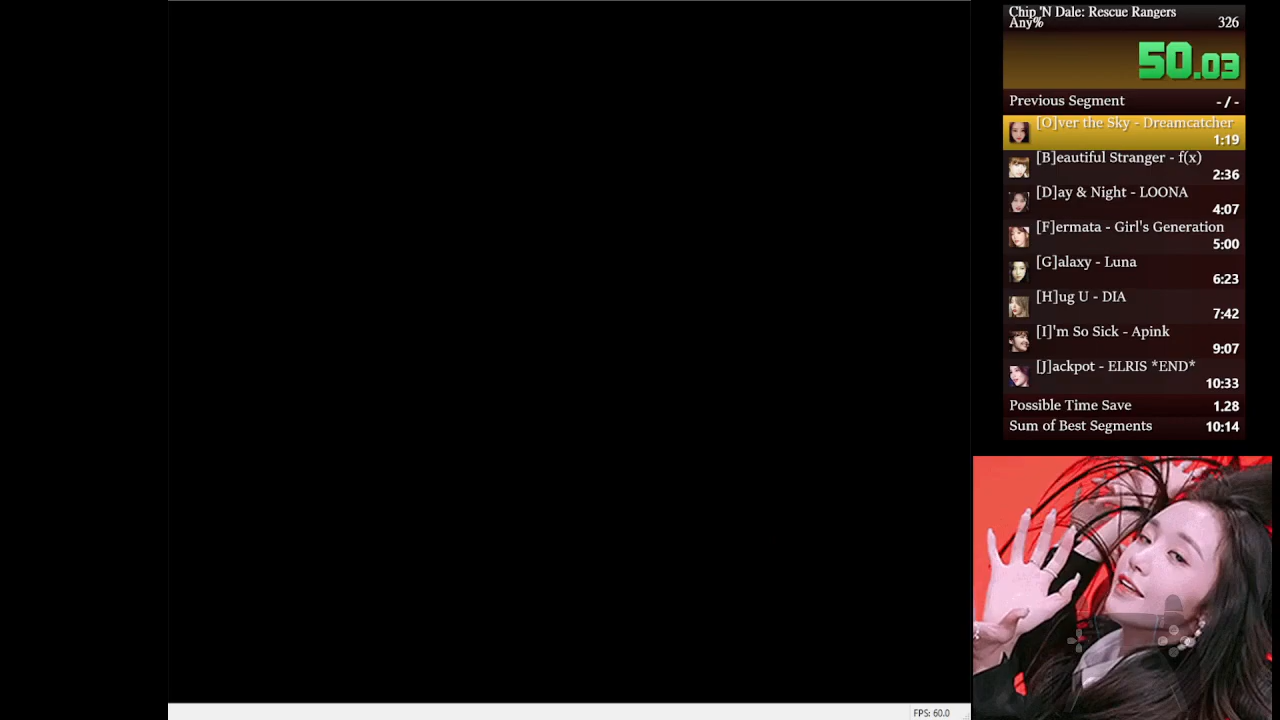 Chip 'N Dale: Rescue Rangers
Any% 326
50.03
Previous Segment - / -
[O]ver the Sky - Dreamcatcher
1:19
[B]eautiful Stranger - f(x)
2:36
[D]ay & Night - LOONA
4:07
[F]ermata - Girl's Generation
5:00
[G]alaxy - Luna
6:23
[H]ug U - DIA
7:42
[I]'m So Sick - Apink
9:07
[J]ackpot - ELRIS *END*
10:33
Possible Time Save 1.28
Sum of Best Segments 10:14
FPS: 60.0